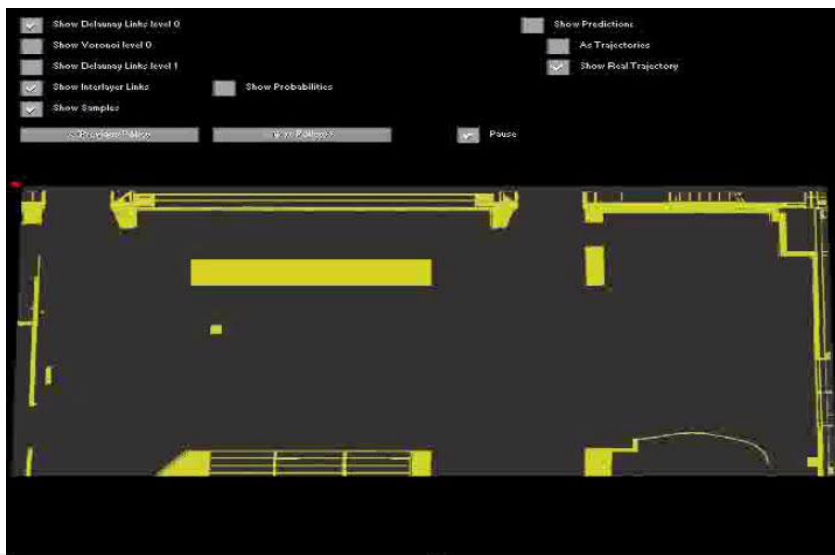 Show Delaunay Links level 0
Show Predictions
Show Voronoi level 0
As Trajectories
Show Delaunay Links level 1
Show Real Trajectory
Show Interlayer Links
Show Probabilities
Show Samples
Pause